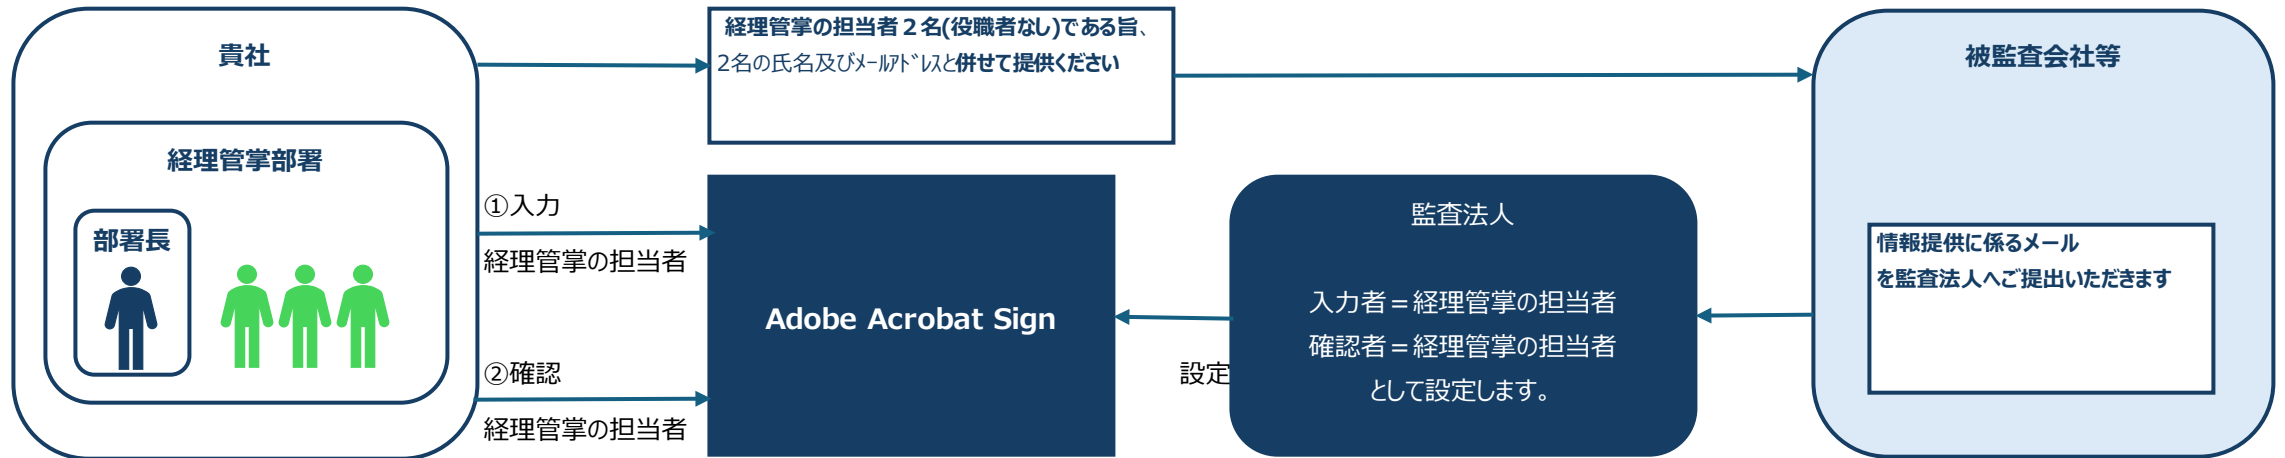 貴社
経理管掌部署
部署長
経理管掌の担当者２名(役職者なし)である旨、
2名の氏名及びﾒｰﾙｱﾄﾞﾚｽと併せて提供ください
①入力
経理管掌の担当者
②確認
経理管掌の担当者
Adobe Acrobat Sign
設定
監査法人
入力者＝経理管掌の担当者
確認者＝経理管掌の担当者
として設定します。
被監査会社等
情報提供に係るメール
を監査法人へご提出いただきます